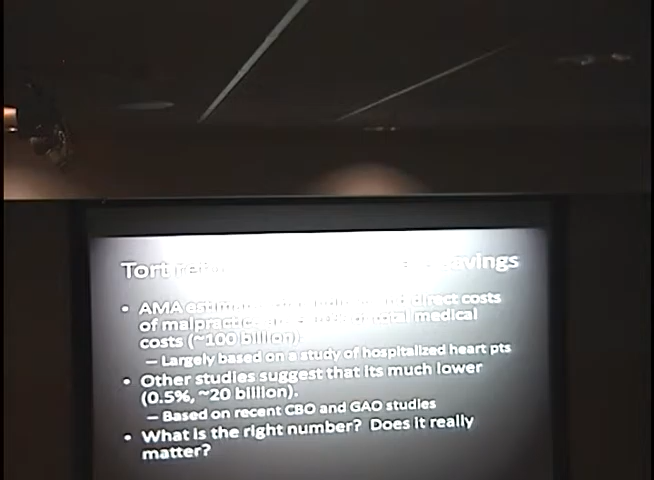 Tort savings
• AMA direct costs
of malpractice medical
costs (~100 billion)
– Largely based on a study of hospitalized heart pts
• Other studies suggest that its much lower
(0.5%, ~20 billion).
– Based on recent CBO and GAO studies
• What is the right number? Does it really
matter?